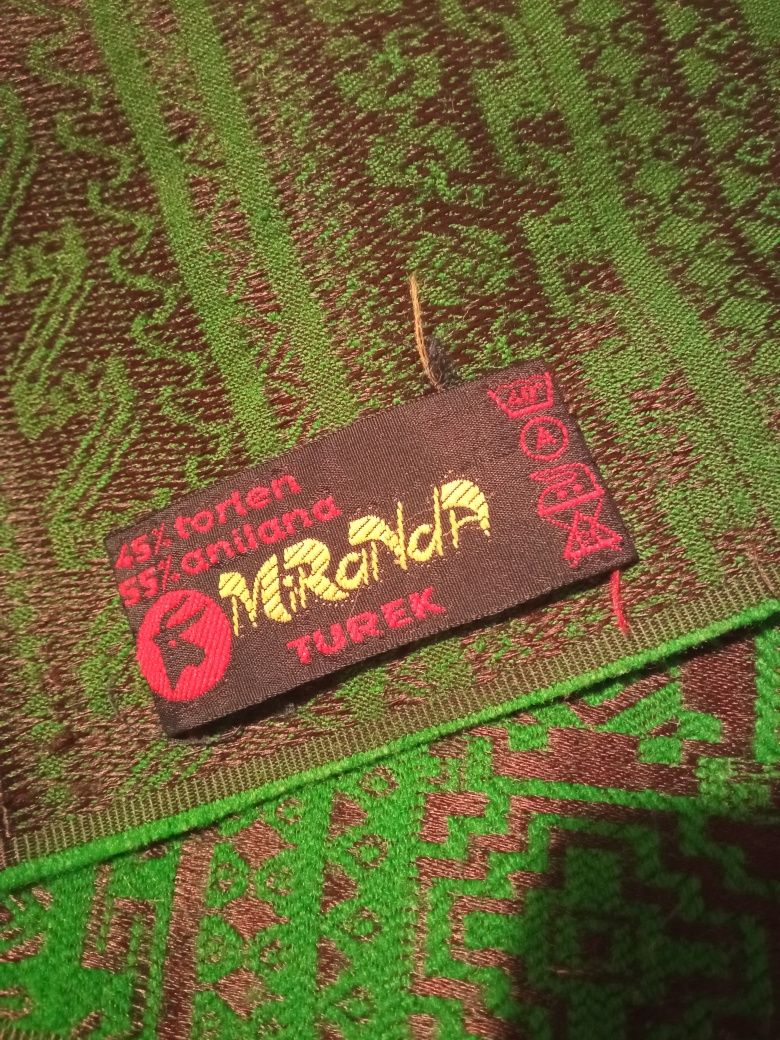 45% torlen
55% anilana
MiRaNdA
TUREK
A